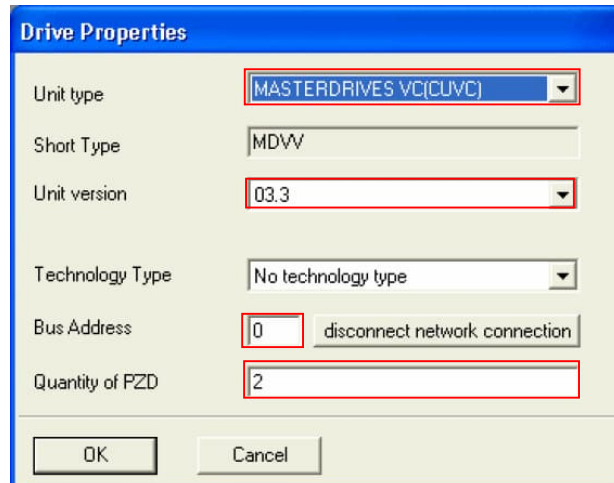 Drive Properties
Unit type MASTERDRIVES VC(CUVC)
Short Type MDVV
Unit version 03.3
Technology Type No technology type
Bus Address 0 disconnect network connection
Quantity of PZD 2
OK Cancel